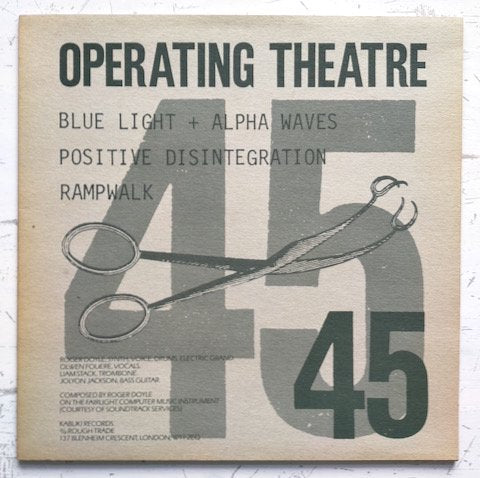 OPERATING THEATRE
BLUE LIGHT + ALPHA WAVES
POSITIVE DISINTEGRATION
RAMPWALK
45
45
ROGER DOYLE, SYNTH, VOICE, DRUMS, ELECTRIC GRAND.
OLWEN FOUERE, VOCALS.
LIAM STACK, TROMBONE.
JOLYON JACKSON, BASS GUITAR.
COMPOSED BY ROGER DOYLE
ON THE FAIRLIGHT COMPUTER MUSIC INSTRUMENT
(COURTESY OF SOUNDTRACK SERVICES)
KABUKI RECORDS
℅ ROUGH TRADE
137 BLENHEIM CRESCENT, LONDON,